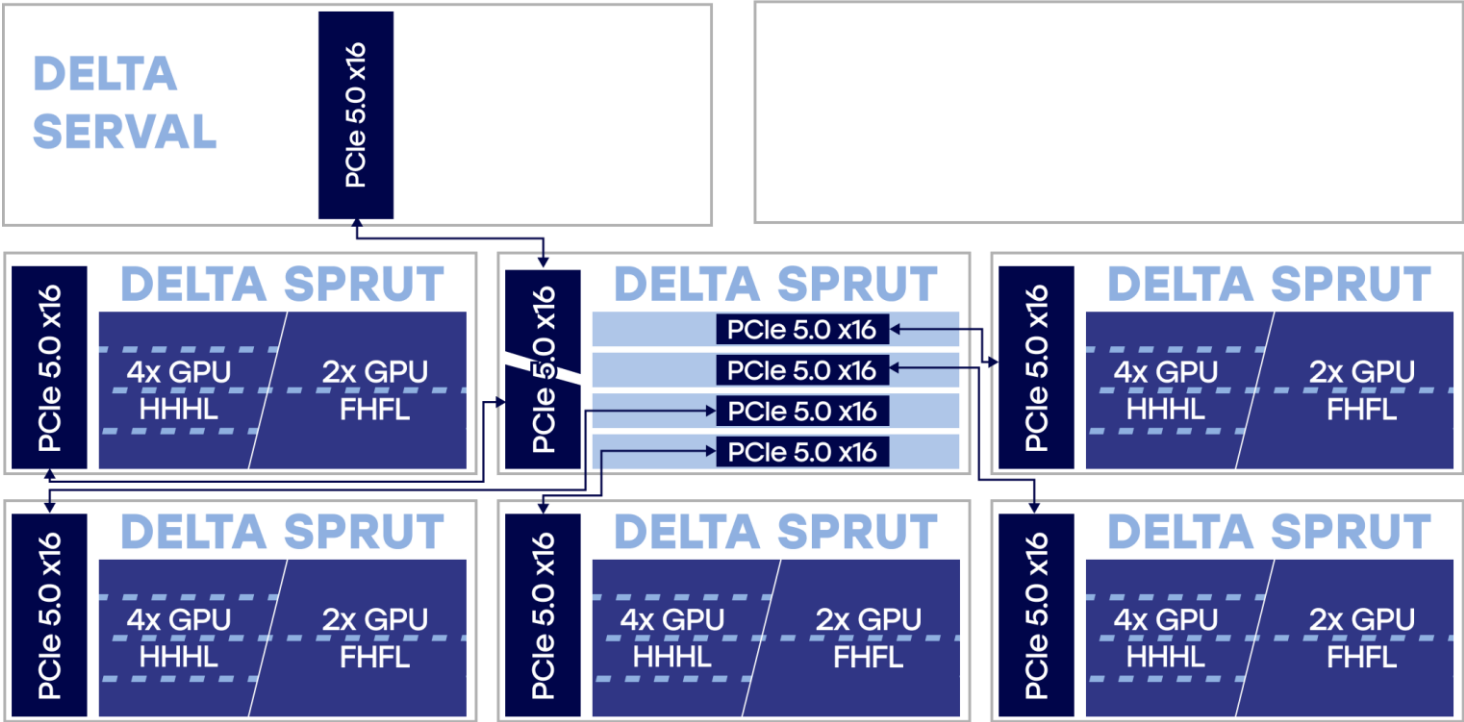 DELTA
SERVAL
PCIe 5.0 x16
PCIe 5.0 x16
DELTA SPRUT
4x GPU
HHHL
2x GPU
FHFL
PCIe 5.0 x16
DELTA SPRUT
PCIe 5.0 x16
PCIe 5.0 x16
PCIe 5.0 x16
PCIe 5.0 x16
PCIe 5.0 x16
DELTA SPRUT
4x GPU
HHHL
2x GPU
FHFL
PCIe 5.0 x16
DELTA SPRUT
4x GPU
HHHL
2x GPU
FHFL
PCIe 5.0 x16
DELTA SPRUT
4x GPU
HHHL
2x GPU
FHFL
PCIe 5.0 x16
DELTA SPRUT
4x GPU
HHHL
2x GPU
FHFL